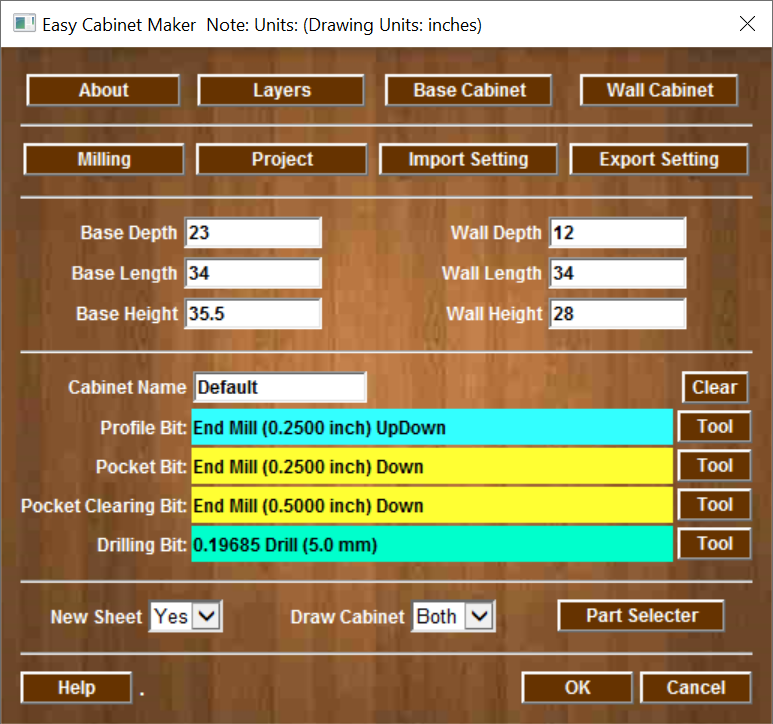 Easy Cabinet Maker  Note: Units: (Drawing Units: inches)
About Layers Base Cabinet Wall Cabinet
Milling Project Import Setting Export Setting
Base Depth 23 Wall Depth 12
Base Length 34 Wall Length 34
Base Height 35.5 Wall Height 28
Cabinet Name Default Clear
Profile Bit: End Mill (0.2500 inch) UpDown Tool
Pocket Bit: End Mill (0.2500 inch) Down Tool
Pocket Clearing Bit: End Mill (0.5000 inch) Down Tool
Drilling Bit: 0.19685 Drill (5.0 mm) Tool
New Sheet Yes Draw Cabinet Both Part Selecter
Help . OK Cancel